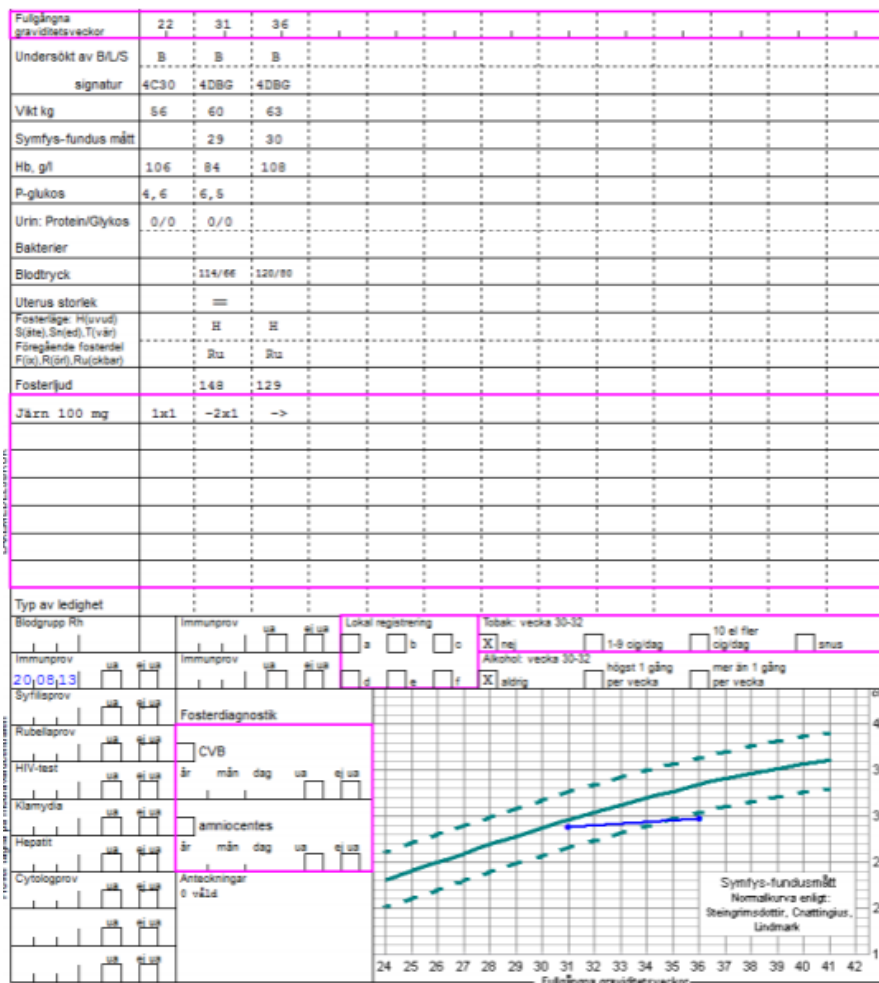 Fullgångna graviditetsveckor 22 31 36
Undersökt av B/L/S B B B
signatur 4C30 4DBG 4DBG
Vikt kg 56 60 63
Symfys-fundus mått 29 30
Hb, g/l 106 84 108
P-glukos 4,6 6,5
Urin: Protein/Glykos 0/0 0/0
Bakterier
Blodtryck 114/66 120/80
Uterus storlek =
Fosterläge: H(uvud) S(äte),Sn(ed),T(vär) H H
Föregående fosterdel F(ix),R(örl),Ru(ckbar) Ru Ru
Fosterljud 148 129
Järn 100 mg 1x1 -2x1 ->
Typ av ledighet
Blodgrupp Rh Immunprov ua ej ua Lokal registrering Tobak: vecka 30-32
a b c X nej 1-9 cig/dag 10 el fler cig/dag snus
Immunprov ua ej ua Immunprov ua ej ua Alkohol: vecka 30-32
20,08,13 d e f X aldrig högst 1 gång per vecka mer än 1 gång per vecka
Syfilisprov ua ej ua Fosterdiagnostik
Rubellaprov ua ej ua CVB
HIV-test ua ej ua år mån dag ua ej ua
Klamydia ua ej ua amniocentes
Hepatit ua ej ua år mån dag ua ej ua
Cytologprov ua ej ua Anteckningar
0 våld
ua ej ua
ua ej ua
Symfys-fundusmått
Normalkurva enligt:
Steingrimsdottir, Cnattingius,
Lindmark
24 25 26 27 28 29 30 31 32 33 34 35 36 37 38 39 40 41 42
Fullgångna graviditetsveckor